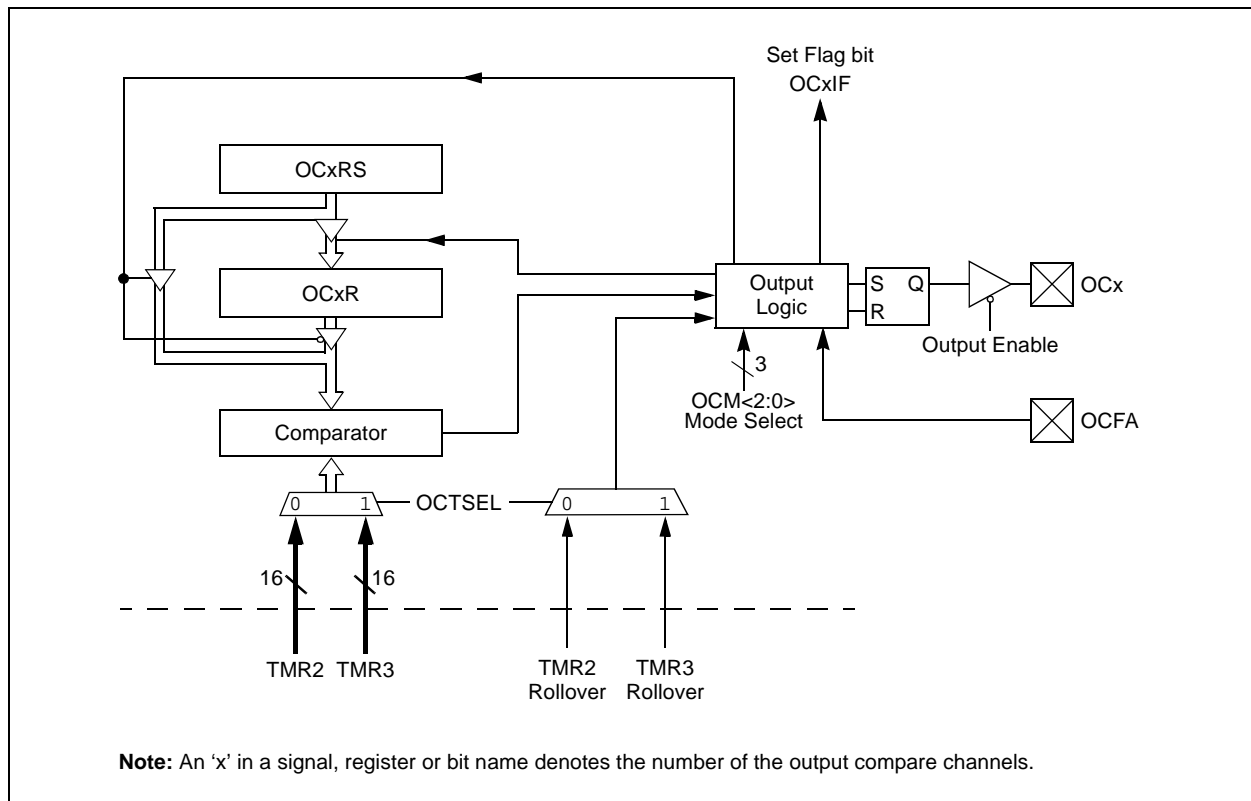 Set Flag bit
OCxIF
OCxRS
OCxR
Output
Logic
S Q
R
OCx
Output Enable
3
OCM<2:0>
Mode Select
OCFA
Comparator
0 1
OCTSEL
0 1
16
16
TMR2
TMR3
TMR2
Rollover
TMR3
Rollover
Note: An ‘x’ in a signal, register or bit name denotes the number of the output compare channels.